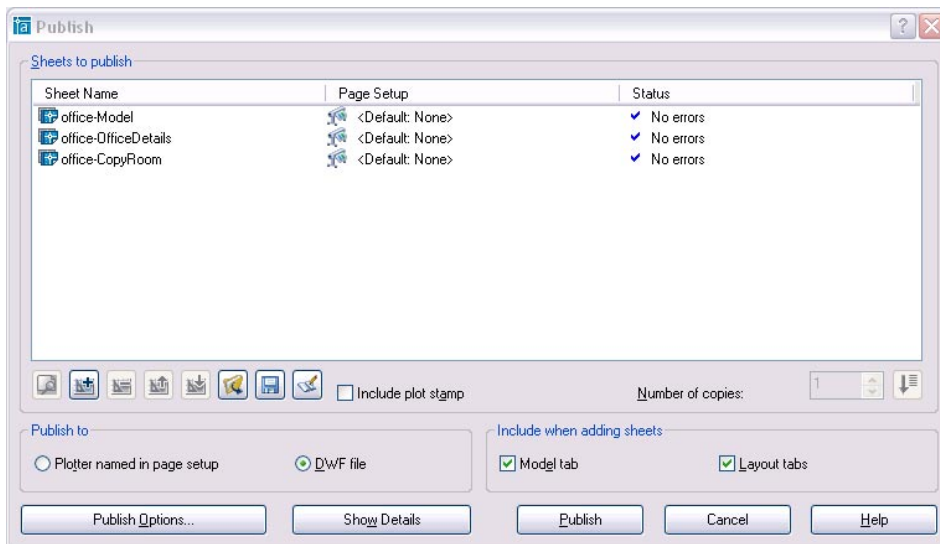 Publish
Sheets to publish
Sheet Name Page Setup Status
office-Model <Default: None> No errors
office-OfficeDetails <Default: None> No errors
office-CopyRoom <Default: None> No errors
Include plot stamp Number of copies: 1
Publish to Include when adding sheets
Plotter named in page setup DWF file Model tab Layout tabs
Publish Options... Show Details Publish Cancel Help